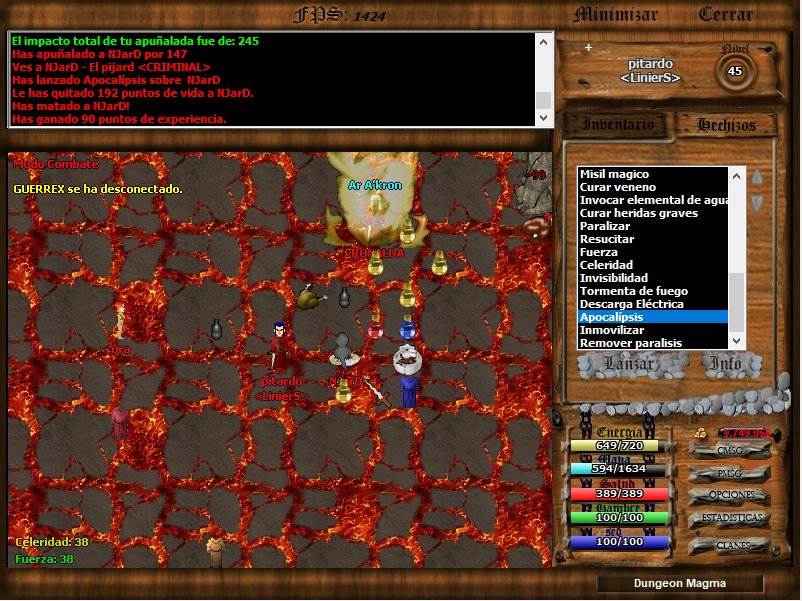 FPS: 1424
Minimizar
Cerrar
El impacto total de tu apuñalada fue de: 245
Has apuñalado a NJarD por 147
Ves a NJarD - El pijard <CRIMINAL>
Has lanzado Apocalípsis sobre NJarD
Le has quitado 192 puntos de vida a NJarD.
Has matado a NJarD!
Has ganado 90 puntos de experiencia.
pitardo
<LinierS>
Nivel
45
Inventario
Hechizos
Modo Combate
GUERREX se ha desconectado.
Ar A'kron
-99
Misil magico
Curar veneno
Invocar elemental de agua
Curar heridas graves
Paralizar
Resucitar
Fuerza
Celeridad
Invisibilidad
Tormenta de fuego
Descarga Eléctrica
Apocalípsis
Inmovilizar
Remover paralisis
Lanzar
Info
pitardo
<LinierS>
NJarD
Energia
649/720
Mana
594/1634
Salud
389/389
Hambre
100/100
Sed
100/100
CMSG
PMSG
OPCIONES
ESTADISTICAS
CLANES
Celeridad: 38
Fuerza: 38
Dungeon Magma